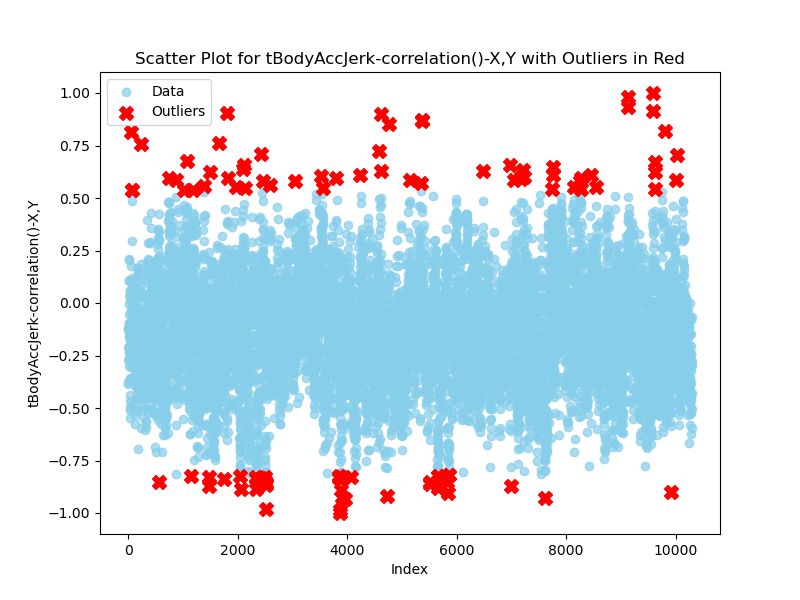 Scatter Plot for tBodyAccJerk-correlation()-X,Y with Outliers in Red
Data
Outliers
1.00
0.75
0.50
0.25
0.00
−0.25
−0.50
−0.75
−1.00
tBodyAccJerk-correlation()-X,Y
0 2000 4000 6000 8000 10000
Index